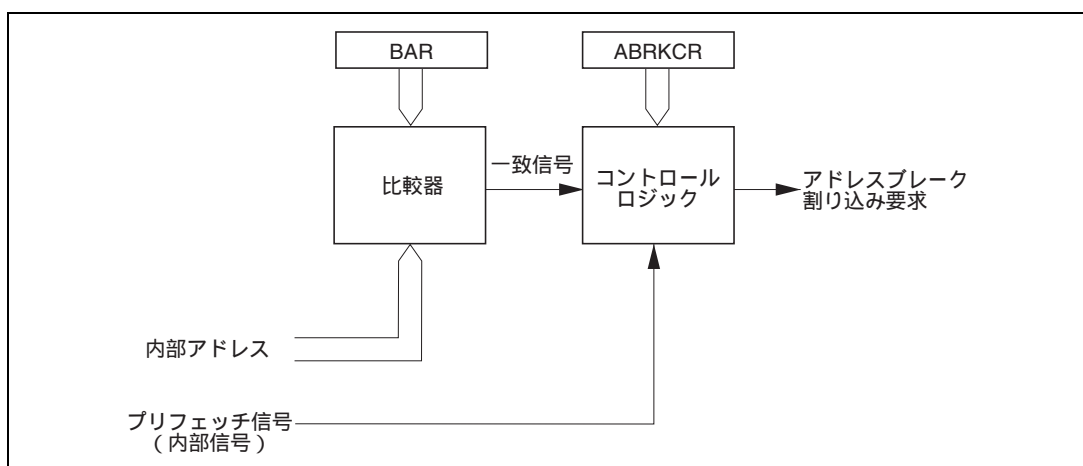 BAR
ABRKCR
比較器
一致信号
コントロール
ロジック
アドレスブレーク
割り込み要求
内部アドレス
プリフェッチ信号
(内部信号)